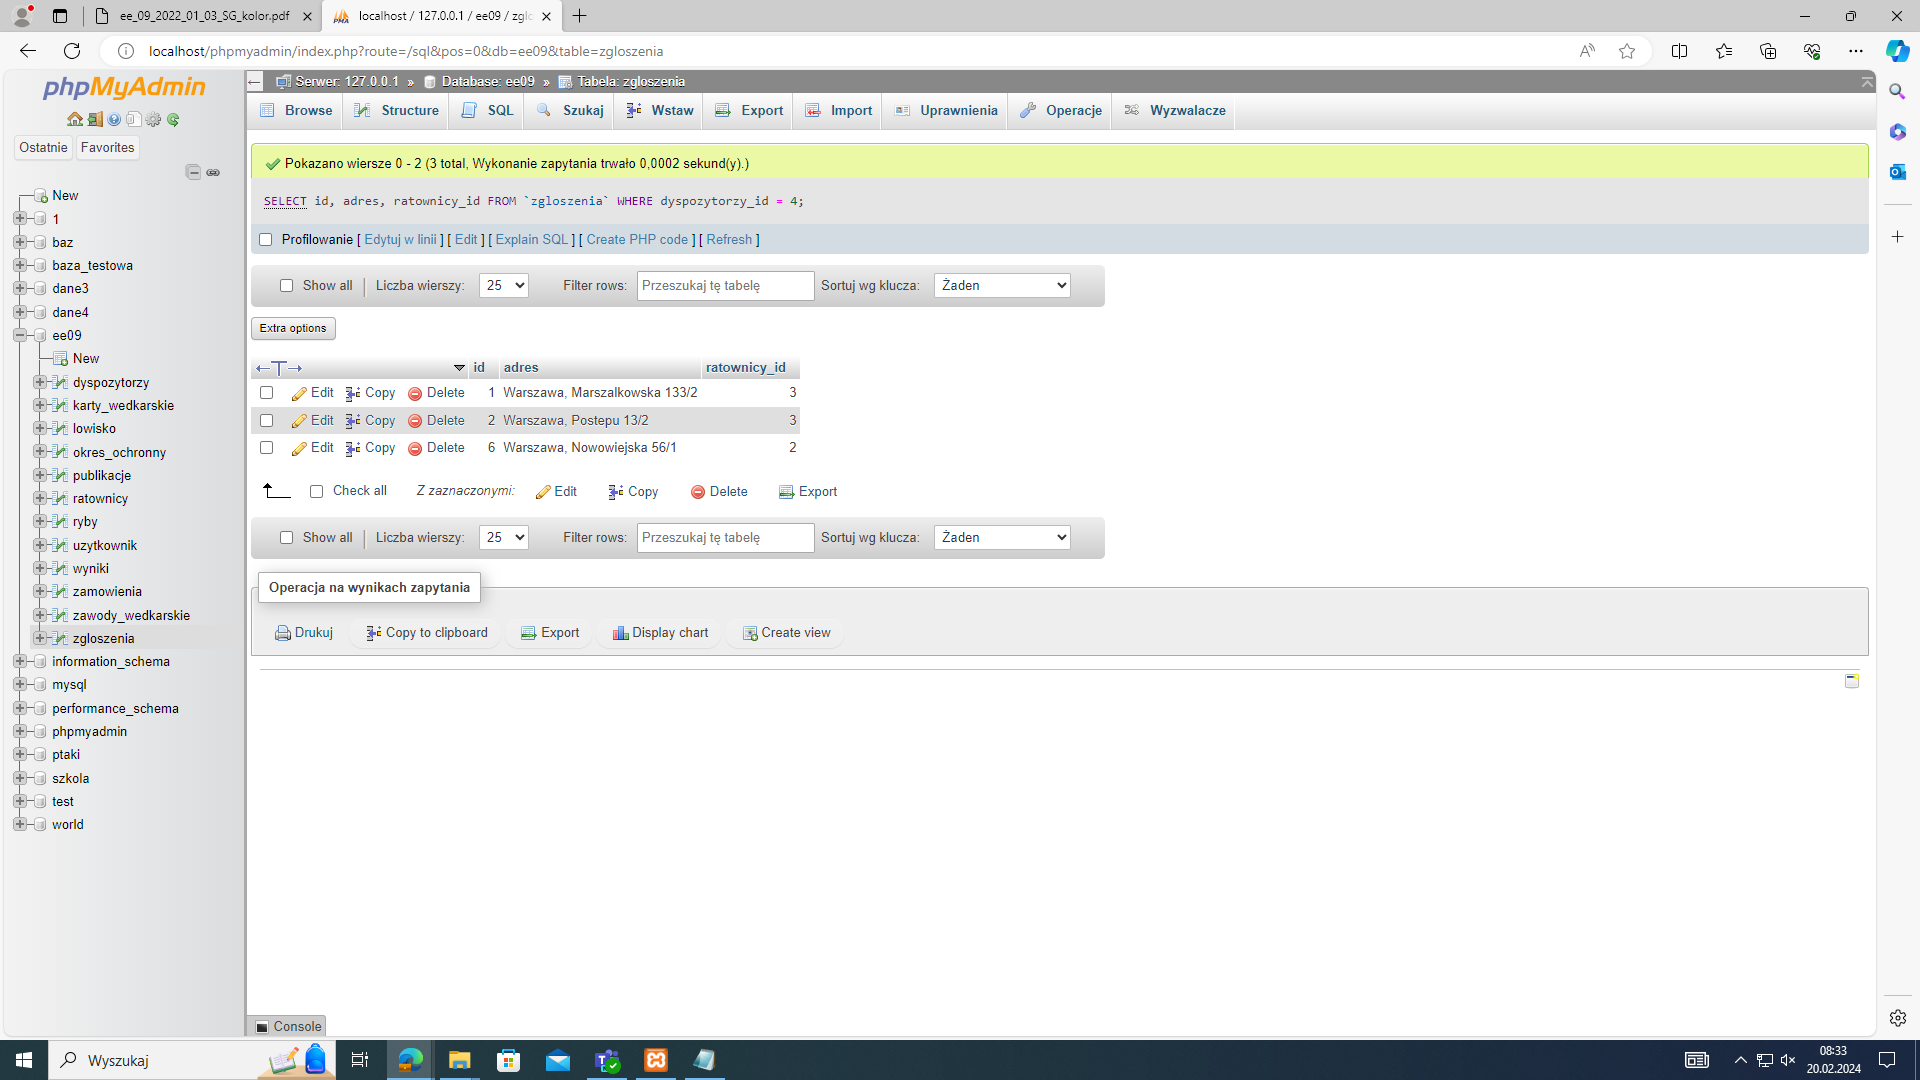 ee_09_2022_01_03_SG_kolor.pdf
localhost / 127.0.0.1 / ee09 / zglo
localhost/phpmyadmin/index.php?route=/sql&pos=0&db=ee09&table=zgloszenia
phpMyAdmin
Ostatnie Favorites
New
1
baz
baza_testowa
dane3
dane4
ee09
New
dyspozytorzy
karty_wedkarskie
lowisko
okres_ochronny
publikacje
ratownicy
ryby
uzytkownik
wyniki
zamowienia
zawody_wedkarskie
zgloszenia
information_schema
mysql
performance_schema
phpmyadmin
ptaki
szkola
test
world
Serwer: 127.0.0.1 » Database: ee09 » Tabela: zgloszenia
Browse Structure SQL Szukaj Wstaw Export Import Uprawnienia Operacje Wyzwalacze
Pokazano wiersze 0 - 2 (3 total, Wykonanie zapytania trwało 0,0002 sekund(y).)
SELECT id, adres, ratownicy_id FROM `zgloszenia` WHERE dyspozytorzy_id = 4;
Profilowanie [ Edytuj w linii ] [ Edit ] [ Explain SQL ] [ Create PHP code ] [ Refresh ]
Show all Liczba wierszy: 25 Filter rows: Przeszukaj tę tabelę Sortuj wg klucza: Żaden
Extra options
←T→ id adres ratownicy_id
Edit Copy Delete 1 Warszawa, Marszalkowska 133/2 3
Edit Copy Delete 2 Warszawa, Postepu 13/2 3
Edit Copy Delete 6 Warszawa, Nowowiejska 56/1 2
Check all Z zaznaczonymi: Edit Copy Delete Export
Show all Liczba wierszy: 25 Filter rows: Przeszukaj tę tabelę Sortuj wg klucza: Żaden
Operacja na wynikach zapytania
Drukuj Copy to clipboard Export Display chart Create view
Console
Wyszukaj
08:33
20.02.2024